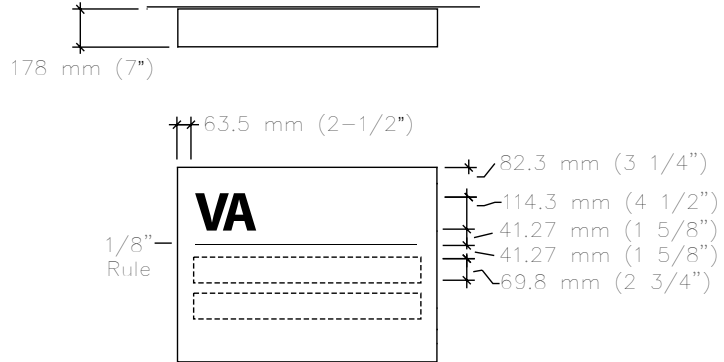 178 mm (7")
63.5 mm (2-1/2")
82.3 mm (3 1/4")
VA
114.3 mm (4 1/2")
41.27 mm (1 5/8")
1/8"
41.27 mm (1 5/8")
Rule
69.8 mm (2 3/4")